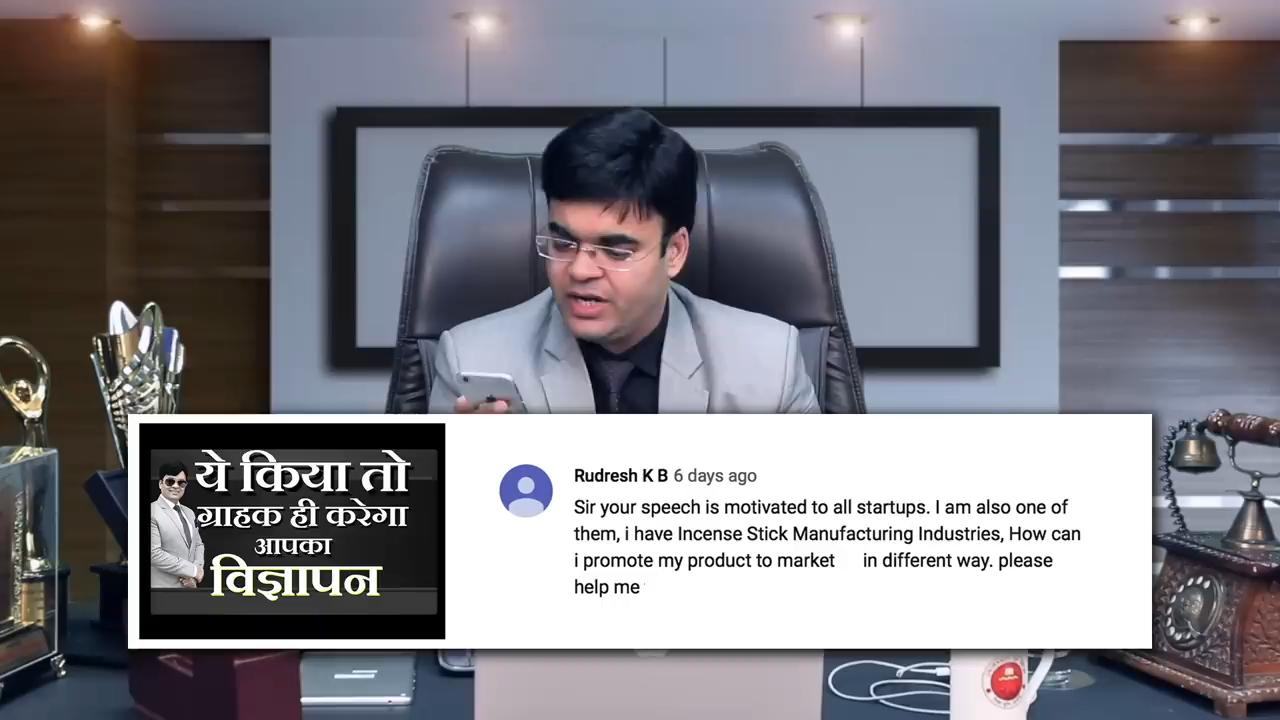 ये किया तो
ग्राहक ही करेगा
आपका
विज्ञापन
Rudresh K B 6 days ago
Sir your speech is motivated to all startups. I am also one of
them, i have Incense Stick Manufacturing Industries, How can
i promote my product to market in different way. please
help me